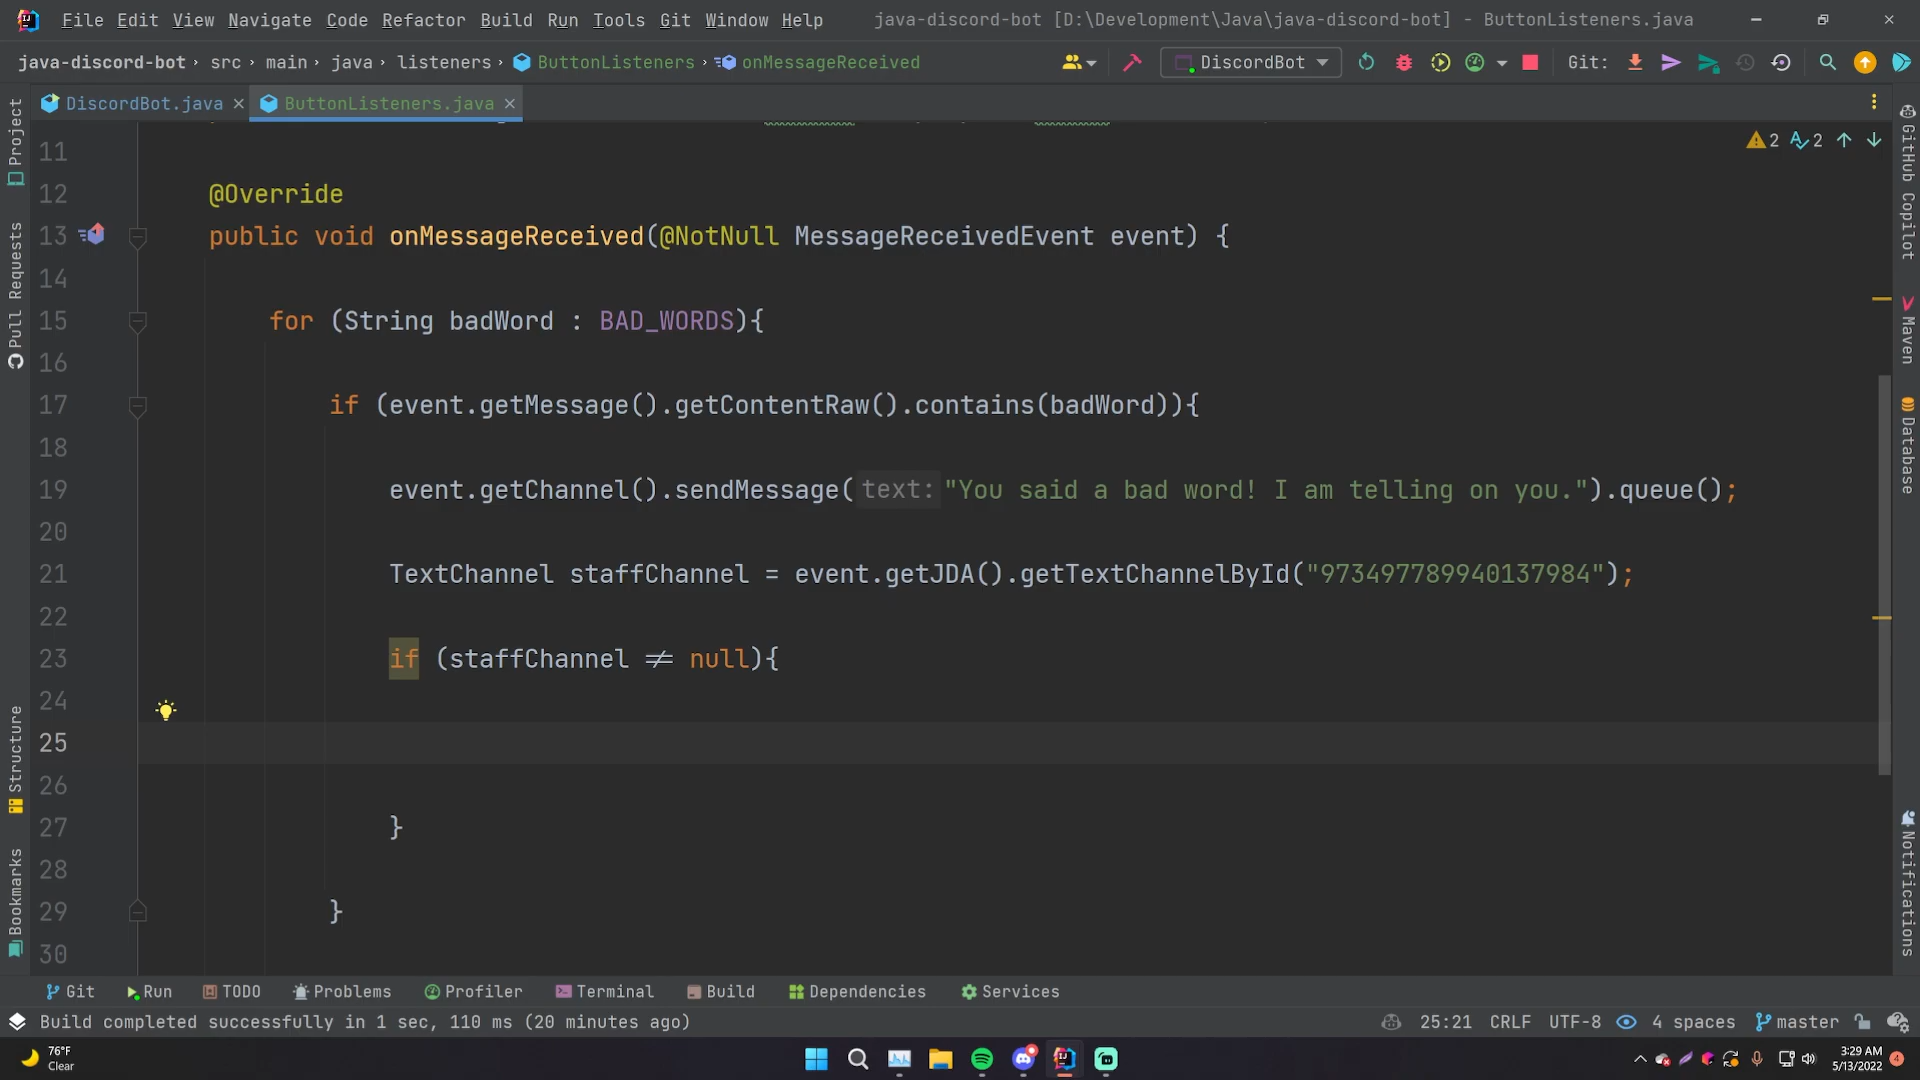 File Edit View Navigate Code Refactor Build Run Tools Git Window Help java-discord-bot [D:\Development\Java\java-discord-bot] - ButtonListeners.java
java-discord-bot › src › main › java › listeners › ButtonListeners › onMessageReceived DiscordBot Git:
DiscordBot.java ButtonListeners.java
2 2
11
12 @Override
13 public void onMessageReceived(@NotNull MessageReceivedEvent event) {
14
15 for (String badWord : BAD_WORDS){
16
17 if (event.getMessage().getContentRaw().contains(badWord)){
18
19 event.getChannel().sendMessage( text: "You said a bad word! I am telling on you.").queue();
20
21 TextChannel staffChannel = event.getJDA().getTextChannelById("973497789940137984");
22
23 if (staffChannel ≠ null){
24
25
26
27 }
28
29 }
30
Project
Pull Requests
Structure
Bookmarks
GitHub Copilot
Maven
Database
Notifications
Git Run TODO Problems Profiler Terminal Build Dependencies Services
Build completed successfully in 1 sec, 110 ms (20 minutes ago) 25:21 CRLF UTF-8 4 spaces master
76°F
Clear
3:29 AM
5/13/2022
4